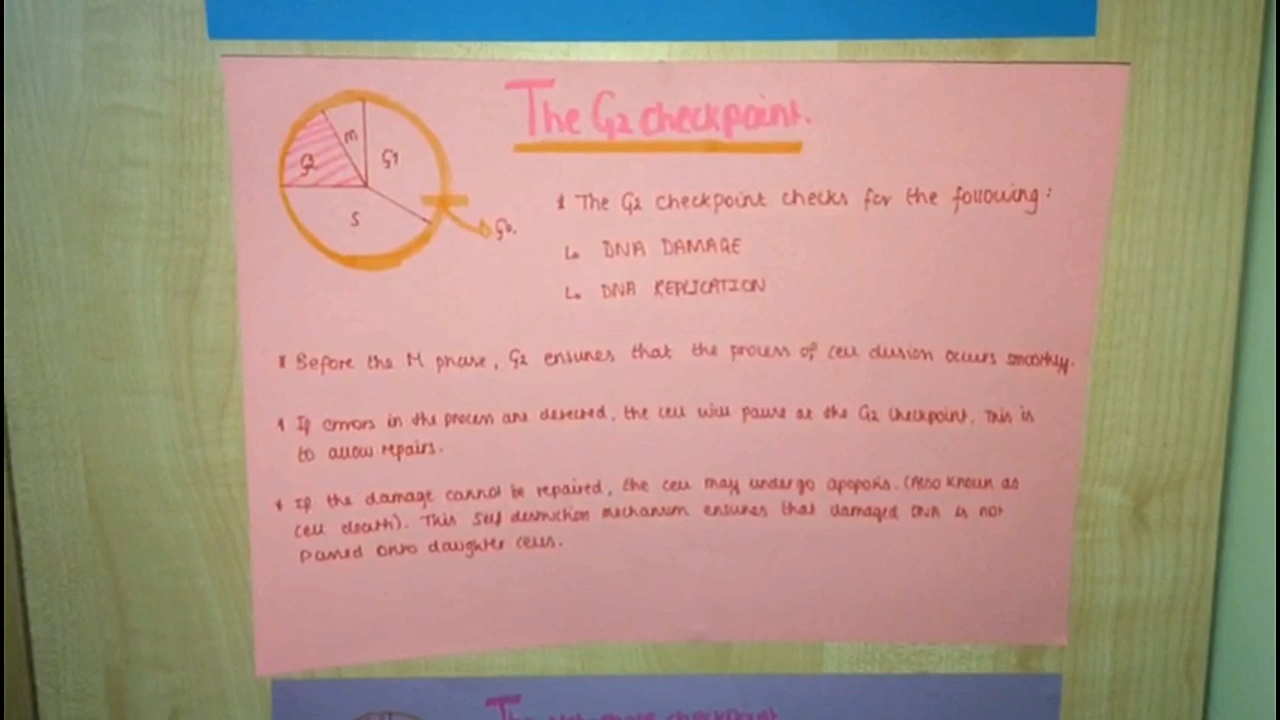 The G2 checkpoint.
M
G2
G1
S
G0.
* The G2 checkpoint checks for the following:
↳ DNA DAMAGE
↳ DNA REPLICATION
* Before the M phase, G2 ensures that the process of cell division occurs smoothly.
* If errors in the process are detected, the cell will pause at the G2 checkpoint. This is
to allow repairs.
* If the damage cannot be repaired, the cell may undergo apoptosis. (Also known as
cell death). This self destruction mechanism ensures that damaged DNA is not
passed onto daughter cells.
The checkpoint